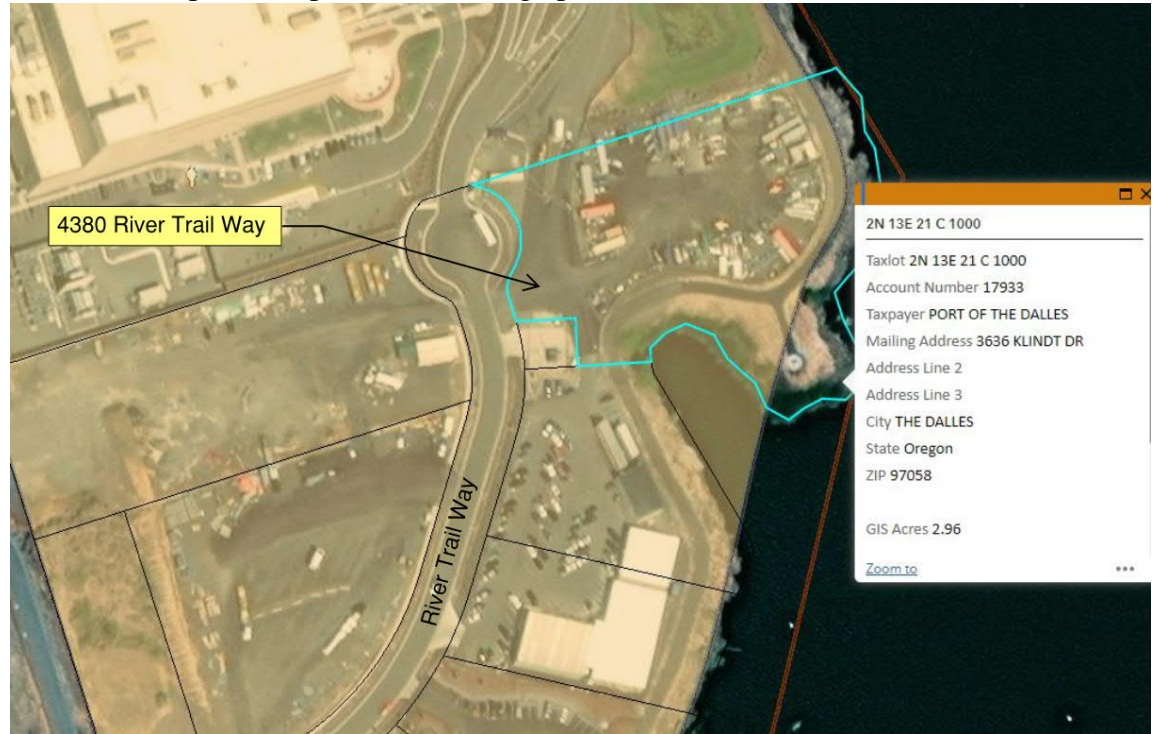 4380 River Trail Way
River Trail Way
2N 13E 21 C 1000
Taxlot 2N 13E 21 C 1000
Account Number 17933
Taxpayer PORT OF THE DALLES
Mailing Address 3636 KLINDT DR
Address Line 2
Address Line 3
City THE DALLES
State Oregon
ZIP 97058
GIS Acres 2.96
Zoom to